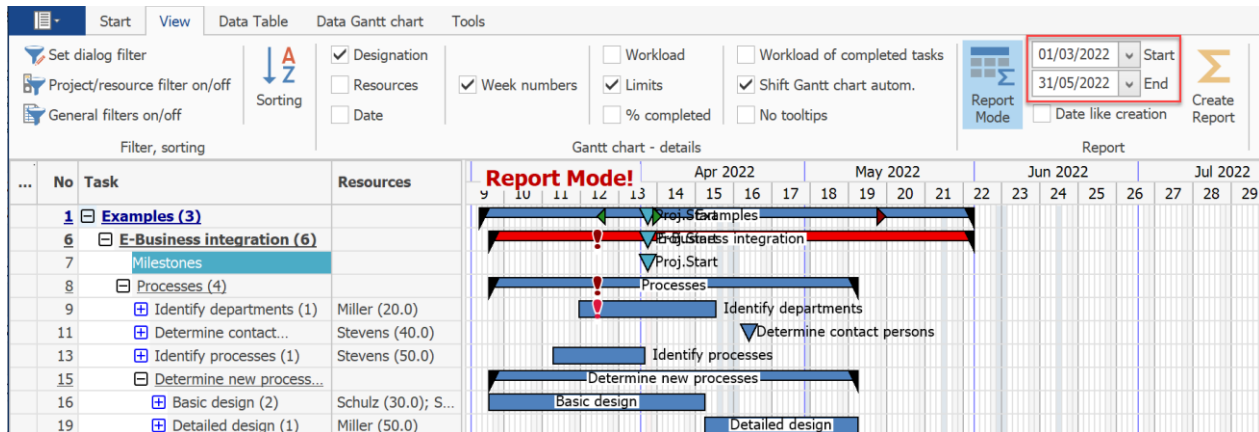 Start View Data Table Data Gantt chart Tools
Set dialog filter
Project/resource filter on/off
General filters on/off
Sorting
Filter, sorting
Designation
Resources
Date
Week numbers
Workload
Limits
% completed
Workload of completed tasks
Shift Gantt chart autom.
No tooltips
Gantt chart - details
Report Mode
01/03/2022 Start
31/05/2022 End
Date like creation
Create Report
Report
... No Task Resources
Report Mode! Apr 2022 May 2022 Jun 2022 Jul 2022
9 10 11 12 13 14 15 16 17 18 19 20 21 22 23 24 25 26 27 28 29
1 Examples (3) Proj.Start Examples
6 E-Business integration (6) E-Business integration
7 Milestones Proj.Start
8 Processes (4) Processes
9 Identify departments (1) Miller (20.0) Identify departments
11 Determine contact... Stevens (40.0) Determine contact persons
13 Identify processes (1) Stevens (50.0) Identify processes
15 Determine new process... Determine new processes
16 Basic design (2) Schulz (30.0); S... Basic design
19 Detailed design (1) Miller (50.0) Detailed design